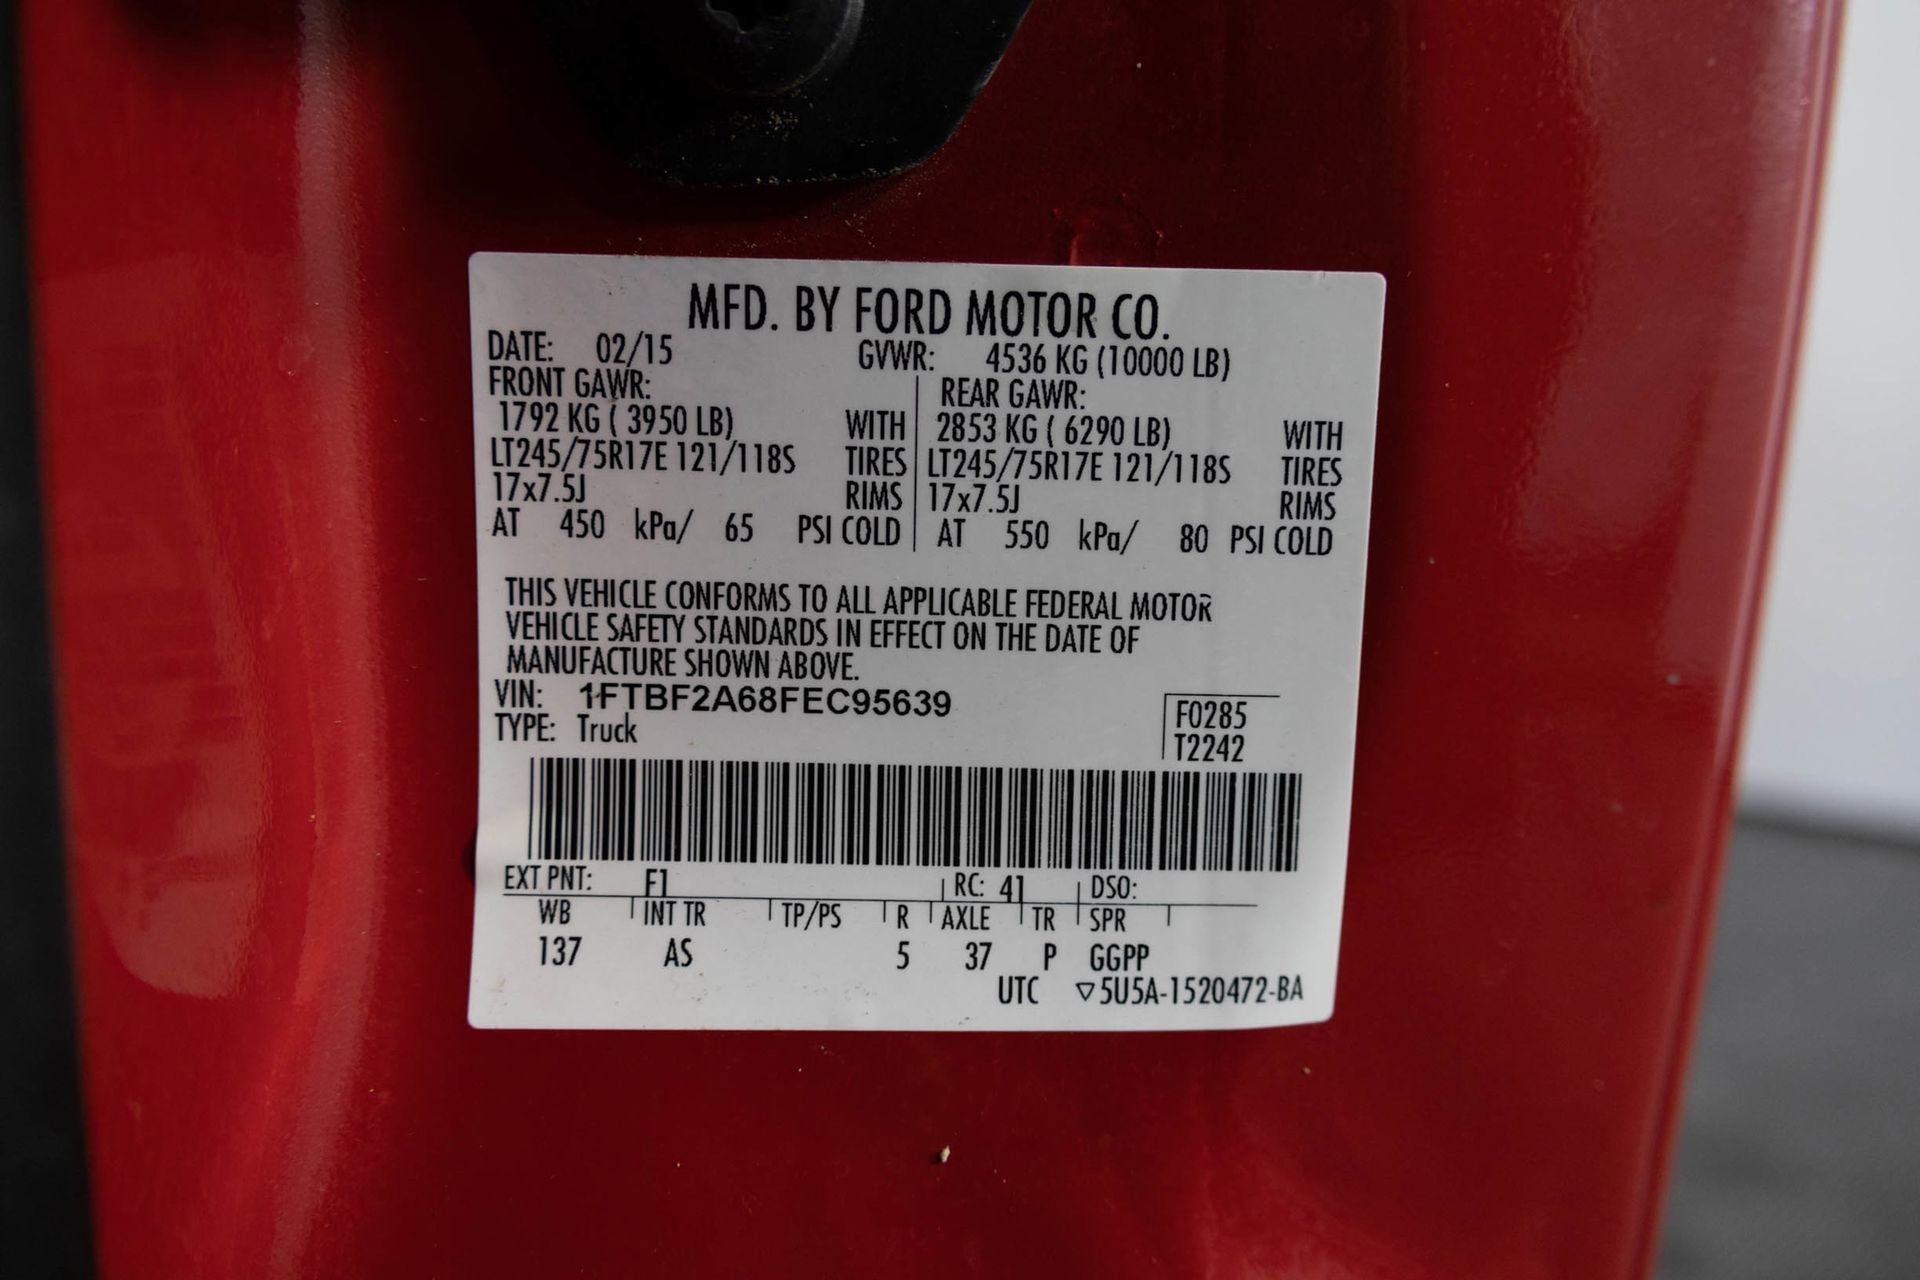 MFD. BY FORD MOTOR CO.
DATE: 02/15 GVWR: 4536 KG (10000 LB)
FRONT GAWR: REAR GAWR:
1792 KG ( 3950 LB) WITH 2853 KG ( 6290 LB) WITH
LT245/75R17E 121/118S TIRES LT245/75R17E 121/118S TIRES
17x7.5J RIMS 17x7.5J RIMS
AT 450 kPa/ 65 PSI COLD AT 550 kPa/ 80 PSI COLD
THIS VEHICLE CONFORMS TO ALL APPLICABLE FEDERAL MOTOR
VEHICLE SAFETY STANDARDS IN EFFECT ON THE DATE OF
MANUFACTURE SHOWN ABOVE.
VIN: 1FTBF2A68FEC95639 F0285
TYPE: Truck T2242
EXT PNT: F1 RC: 41 DSO:
WB INT TR TP/PS R AXLE TR SPR
137 AS 5 37 P GGPP
UTC ▽5U5A-1520472-BA